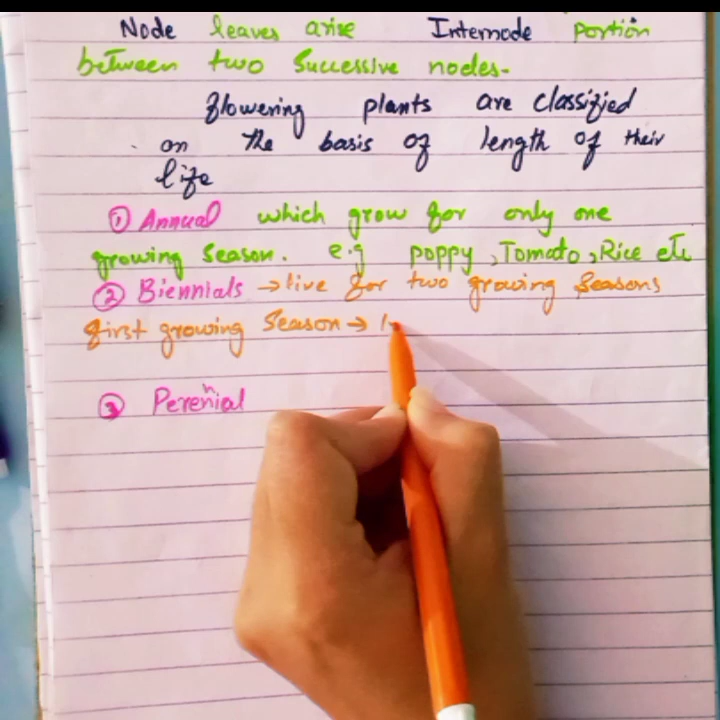 Node leaves arise Internode portion
between two Successive nodes-
flowering plants are classified
on the basis of length of their
life
① Annual which grow for only one
growing Season. e.g poppy, Tomato, Rice etc
② Biennials → live for two growing Seasons
first growing Season →
③ Perennial